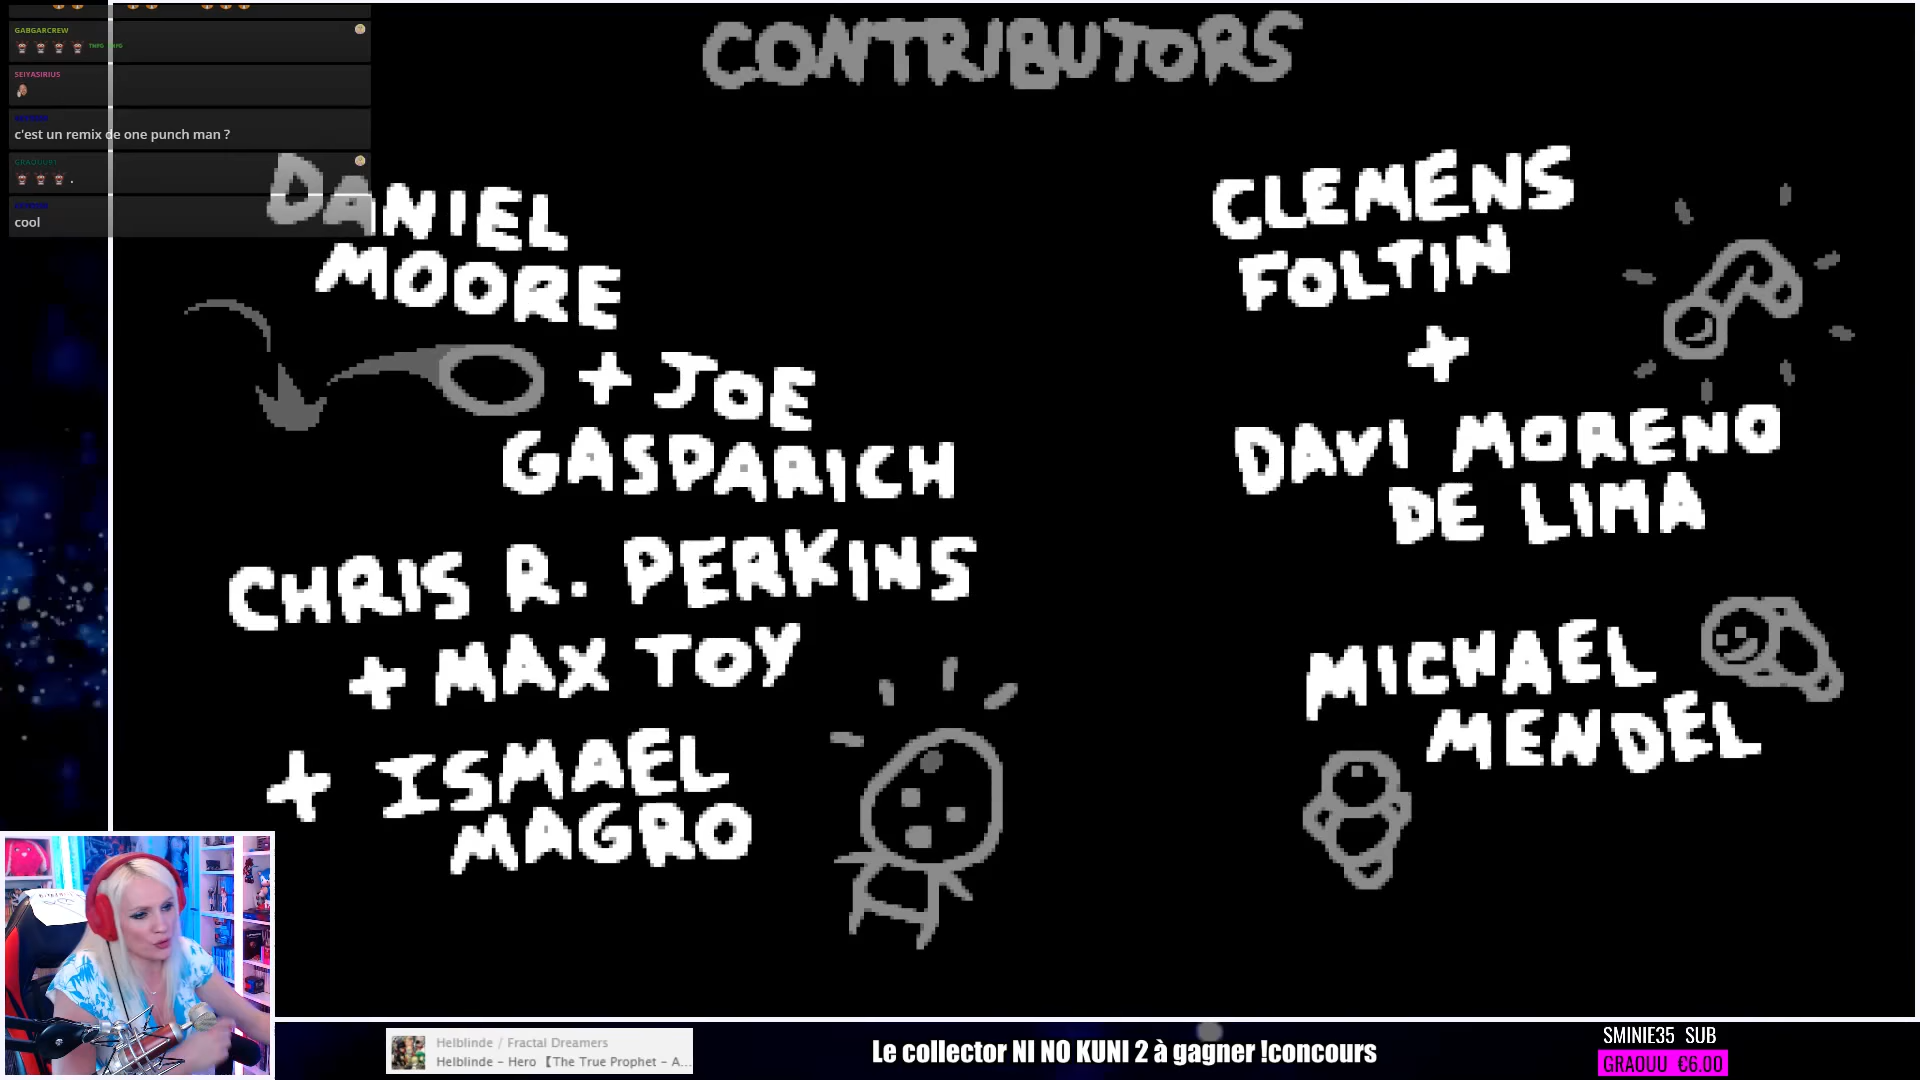 CONTRIBUTORS
GABGARCREW
SEIYASIRIUS
c'est un remix de one punch man ?
GRAOUU91
.
cool
DANIEL
MOORE
+ JOE
GASPARICH
CHRIS R. PERKINS
+ MAX TOY
+ ISMAEL
MAGRO
CLEMENS
FOLTIN
+
DAVI MORENO
DE LIMA
MICHAEL
MENDEL
Helblinde / Fractal Dreamers
Helblinde – Hero 【The True Prophet – A...
Le collector NI NO KUNI 2 à gagner !concours
SMINIE35 SUB
GRAOUU €6.00